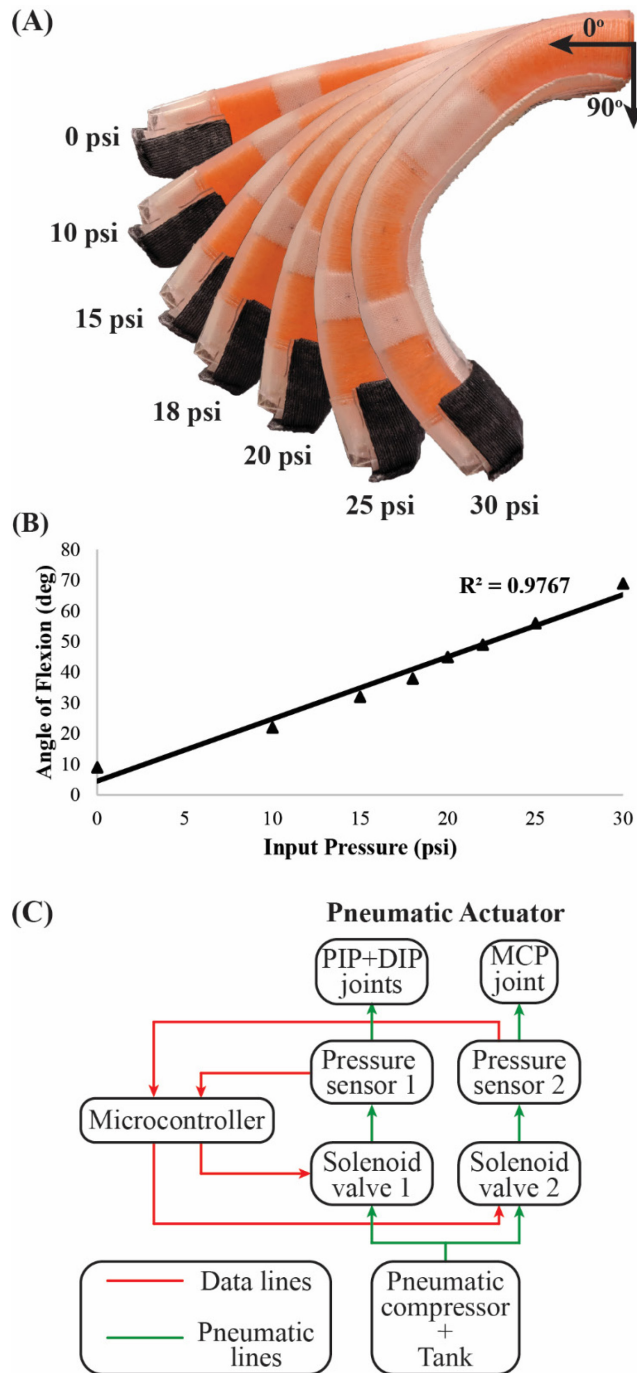 (A)
0º
90º
0 psi
10 psi
15 psi
18 psi
20 psi
25 psi
30 psi
(B)
80
70
60
50
40
30
20
10
0
Angle of Flexion (deg)
R² = 0.9767
0
5
10
15
20
25
30
Input Pressure (psi)
(C)
Pneumatic Actuator
PIP+DIP
joints
MCP
joint
Pressure
sensor 1
Pressure
sensor 2
Microcontroller
Solenoid
valve 1
Solenoid
valve 2
Data lines
Pneumatic
lines
Pneumatic
compressor
+
Tank